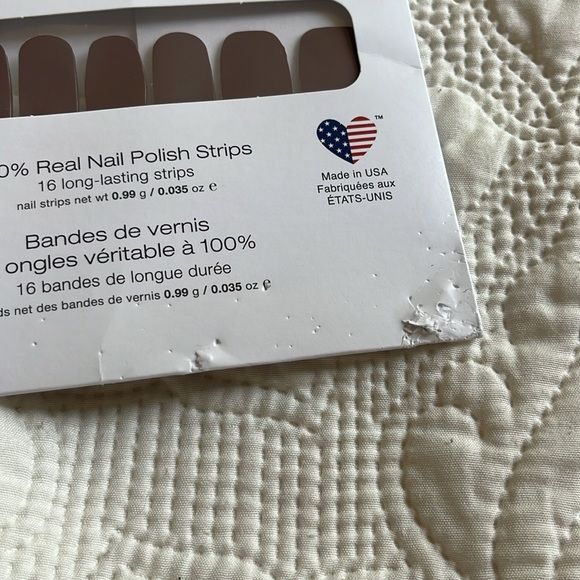 0% Real Nail Polish Strips
16 long-lasting strips
nail strips net wt 0.99 g / 0.035 oz e
Bandes de vernis
ongles véritable à 100%
16 bandes de longue durée
ds net des bandes de vernis 0.99 g / 0.035 oz e
TM
Made in USA
Fabriquées aux
ÉTATS-UNIS